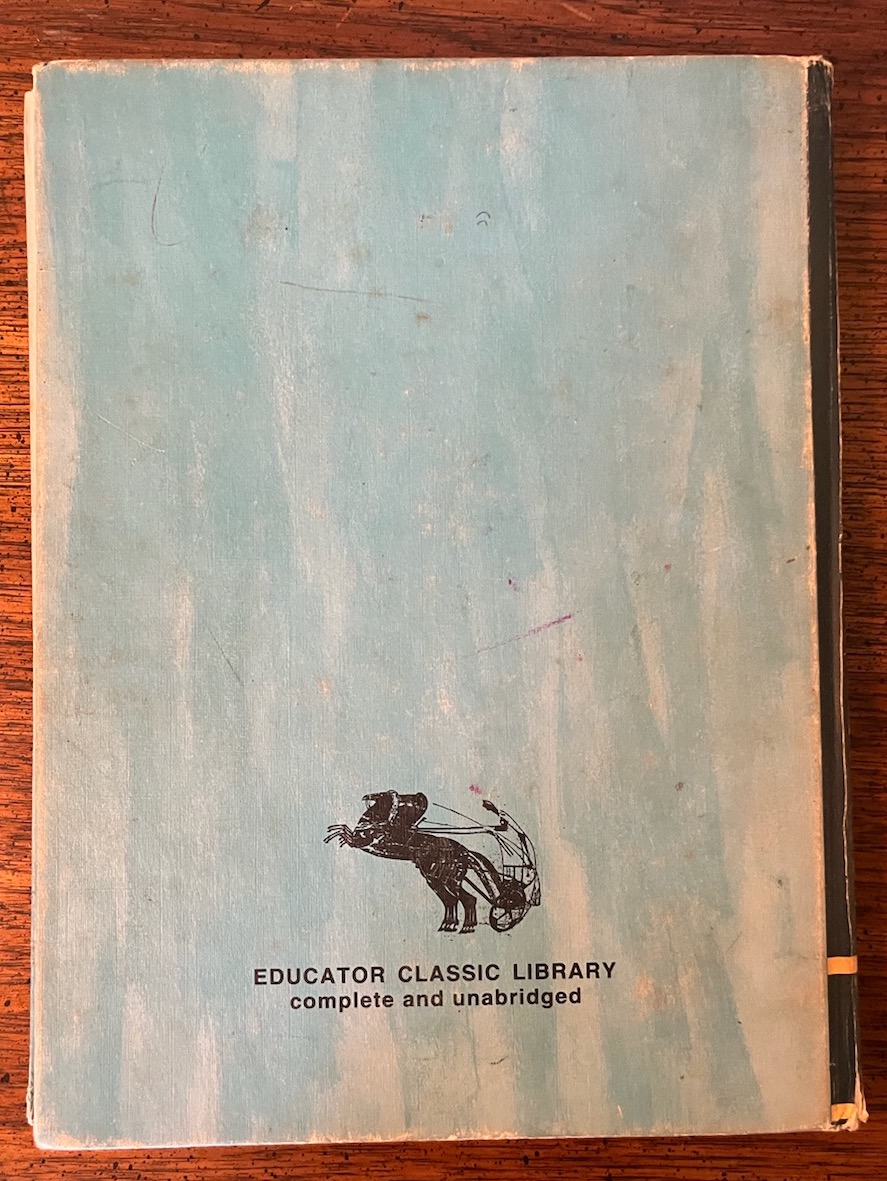 EDUCATOR CLASSIC LIBRARY
complete and unabridged